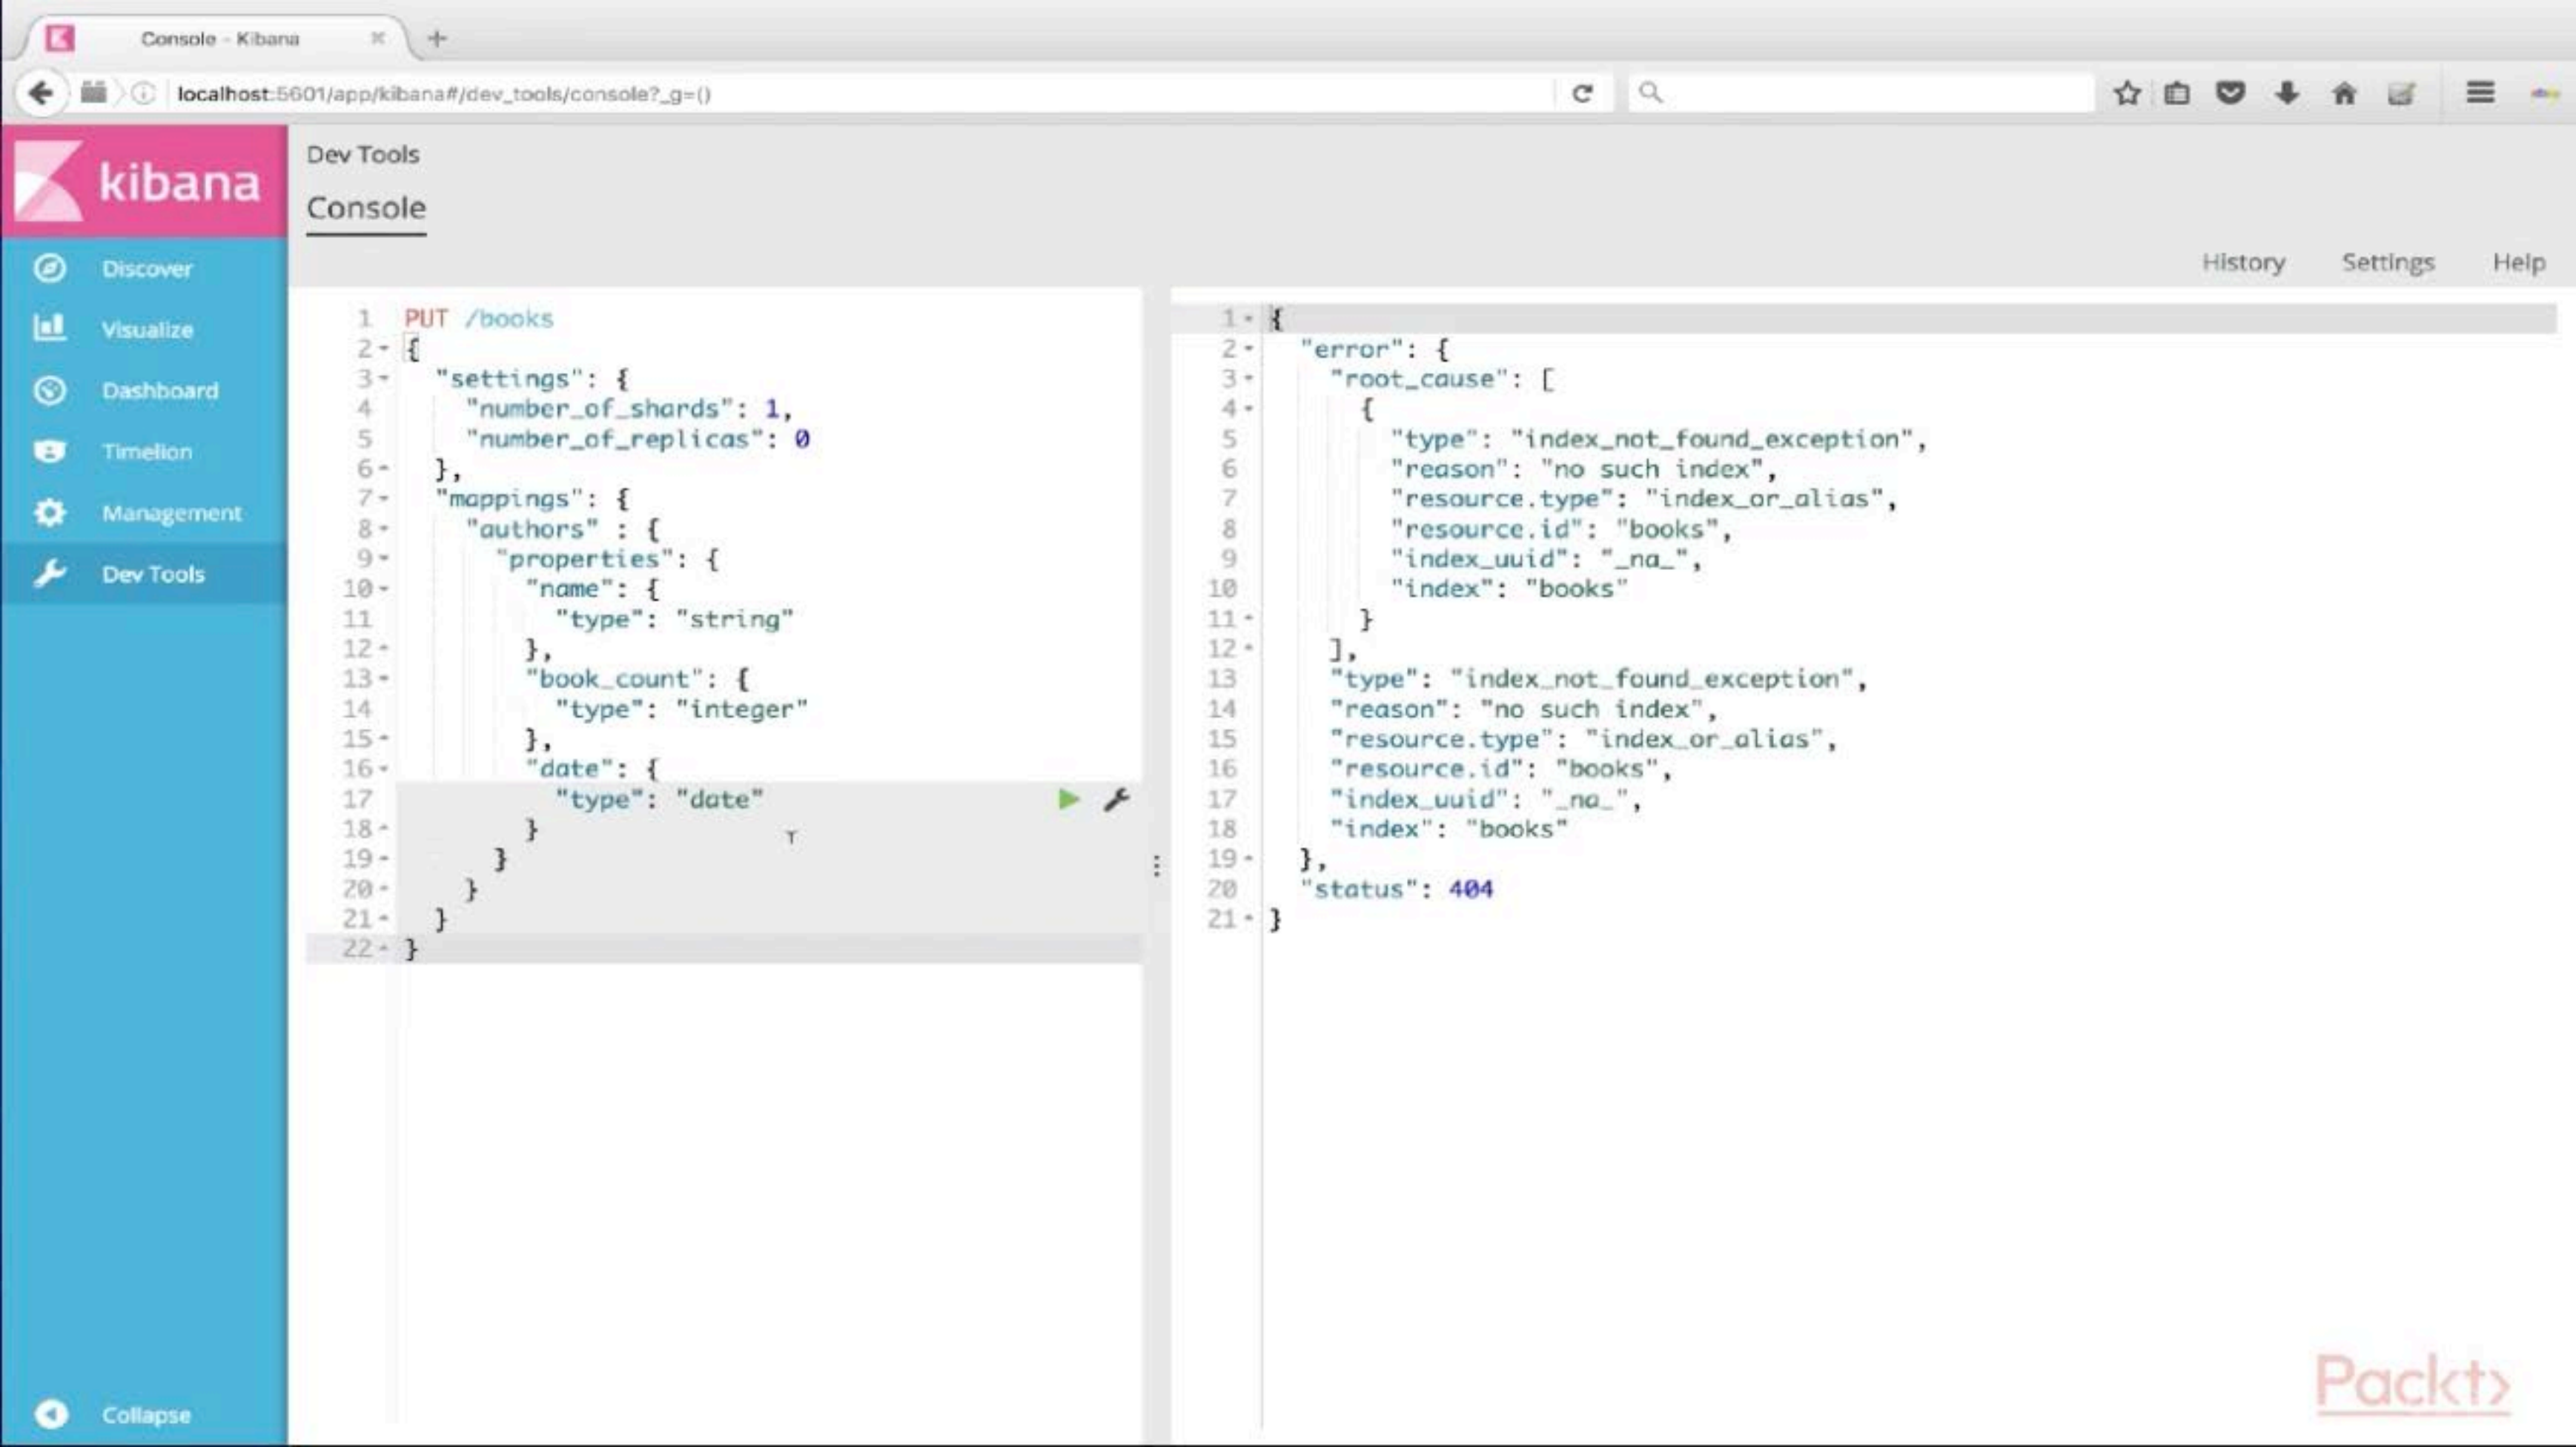 Console - Kibana
localhost:5601/app/kibana#/dev_tools/console?_g=()
kibana
Discover
Visualize
Dashboard
Timelion
Management
Dev Tools
Collapse
Dev Tools
Console
History Settings Help
1 PUT /books
2 {
3 "settings": {
4 "number_of_shards": 1,
5 "number_of_replicas": 0
6 },
7 "mappings": {
8 "authors" : {
9 "properties": {
10 "name": {
11 "type": "string"
12 },
13 "book_count": {
14 "type": "integer"
15 },
16 "date": {
17 "type": "date"
18 }
19 }
20 }
21 }
22 }
1 {
2 "error": {
3 "root_cause": [
4 {
5 "type": "index_not_found_exception",
6 "reason": "no such index",
7 "resource.type": "index_or_alias",
8 "resource.id": "books",
9 "index_uuid": "_na_",
10 "index": "books"
11 }
12 ],
13 "type": "index_not_found_exception",
14 "reason": "no such index",
15 "resource.type": "index_or_alias",
16 "resource.id": "books",
17 "index_uuid": "_na_",
18 "index": "books"
19 },
20 "status": 404
21 }
Packt>